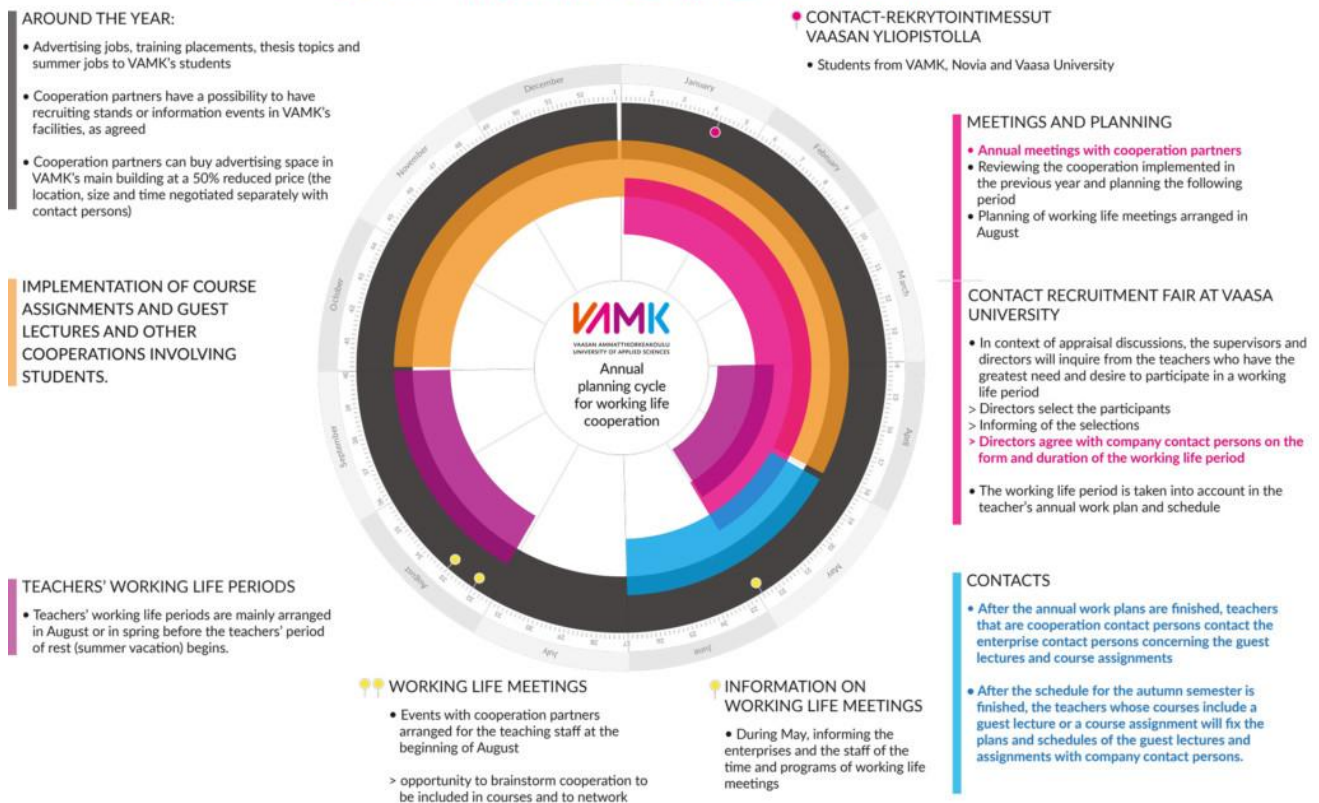 AROUND THE YEAR:
• Advertising jobs, training placements, thesis topics and
summer jobs to VAMK's students
• Cooperation partners have a possibility to have
recruiting stands or information events in VAMK's
facilities, as agreed
• Cooperation partners can buy advertising space in
VAMK's main building at a 50% reduced price (the
location, size and time negotiated separately with
contact persons)
IMPLEMENTATION OF COURSE
ASSIGNMENTS AND GUEST
LECTURES AND OTHER
COOPERATIONS INVOLVING
STUDENTS.
TEACHERS' WORKING LIFE PERIODS
• Teachers' working life periods are mainly arranged
in August or in spring before the teachers' period
of rest (summer vacation) begins.
January
February
March
April
May
June
July
August
September
October
November
December
VAMK
VAASAN AMMATTIKORKEAKOULU
UNIVERSITY OF APPLIED SCIENCES
Annual
planning cycle
for working life
cooperation
CONTACT-REKRYTOINTIMESSUT
VAASAN YLIOPISTOLLA
• Students from VAMK, Novia and Vaasa University
MEETINGS AND PLANNING
• Annual meetings with cooperation partners
• Reviewing the cooperation implemented in
the previous year and planning the following
period
• Planning of working life meetings arranged in
August
CONTACT RECRUITMENT FAIR AT VAASA
UNIVERSITY
• In context of appraisal discussions, the supervisors and
directors will inquire from the teachers who have the
greatest need and desire to participate in a working
life period
> Directors select the participants
> Informing of the selections
> Directors agree with company contact persons on the
form and duration of the working life period
• The working life period is taken into account in the
teacher's annual work plan and schedule
CONTACTS
• After the annual work plans are finished, teachers
that are cooperation contact persons contact the
enterprise contact persons concerning the guest
lectures and course assignments
• After the schedule for the autumn semester is
finished, the teachers whose courses include a
guest lecture or a course assignment will fix the
plans and schedules of the guest lectures and
assignments with company contact persons.
WORKING LIFE MEETINGS
• Events with cooperation partners
arranged for the teaching staff at the
beginning of August
> opportunity to brainstorm cooperation to
be included in courses and to network
INFORMATION ON
WORKING LIFE MEETINGS
• During May, informing the
enterprises and the staff of the
time and programs of working life
meetings